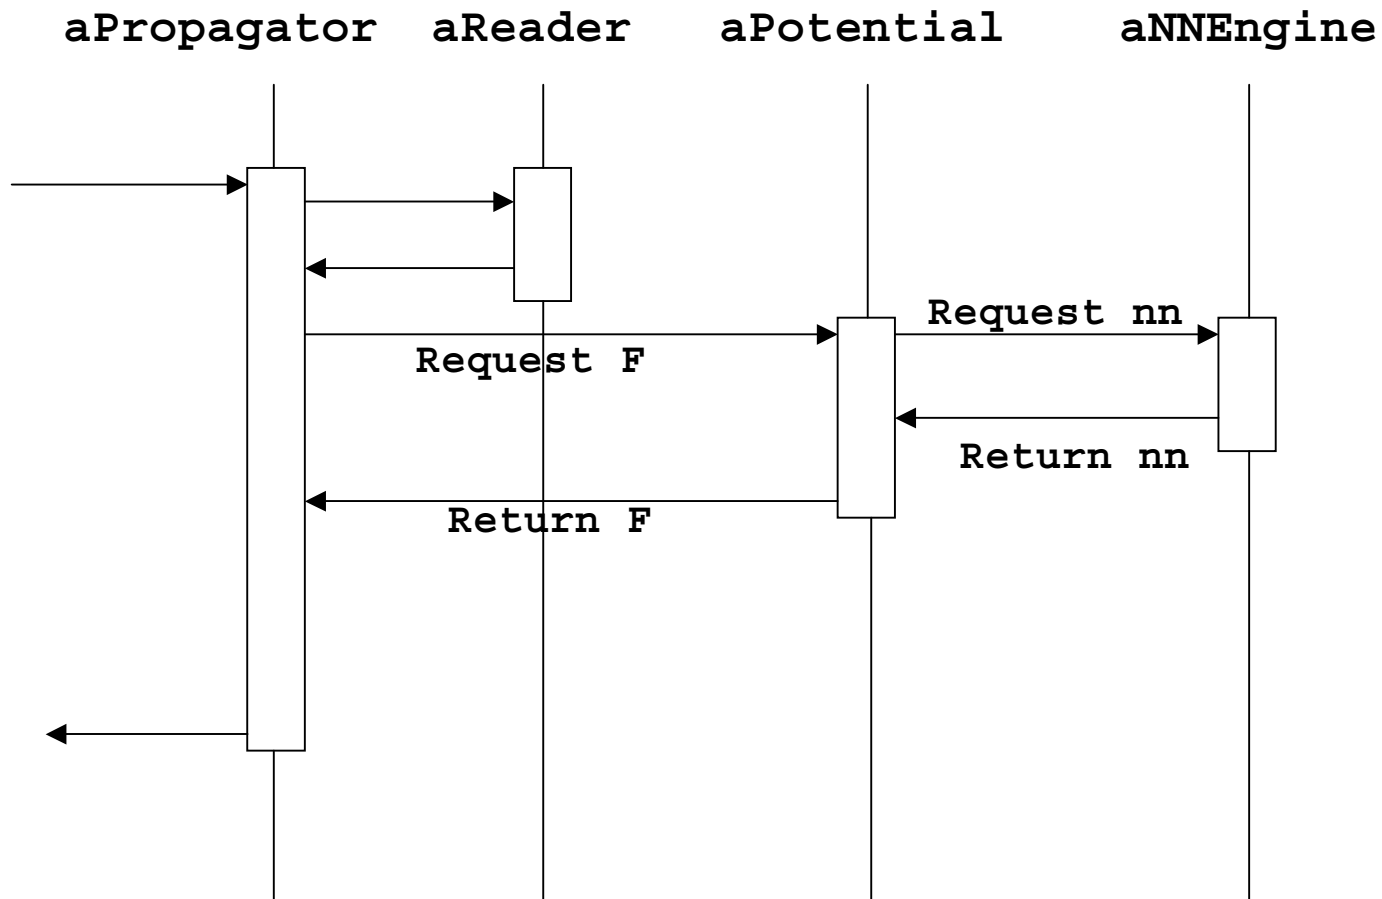 aPropagator aReader aPotential aNNEngine
Request nn
Request F
Return nn
Return F